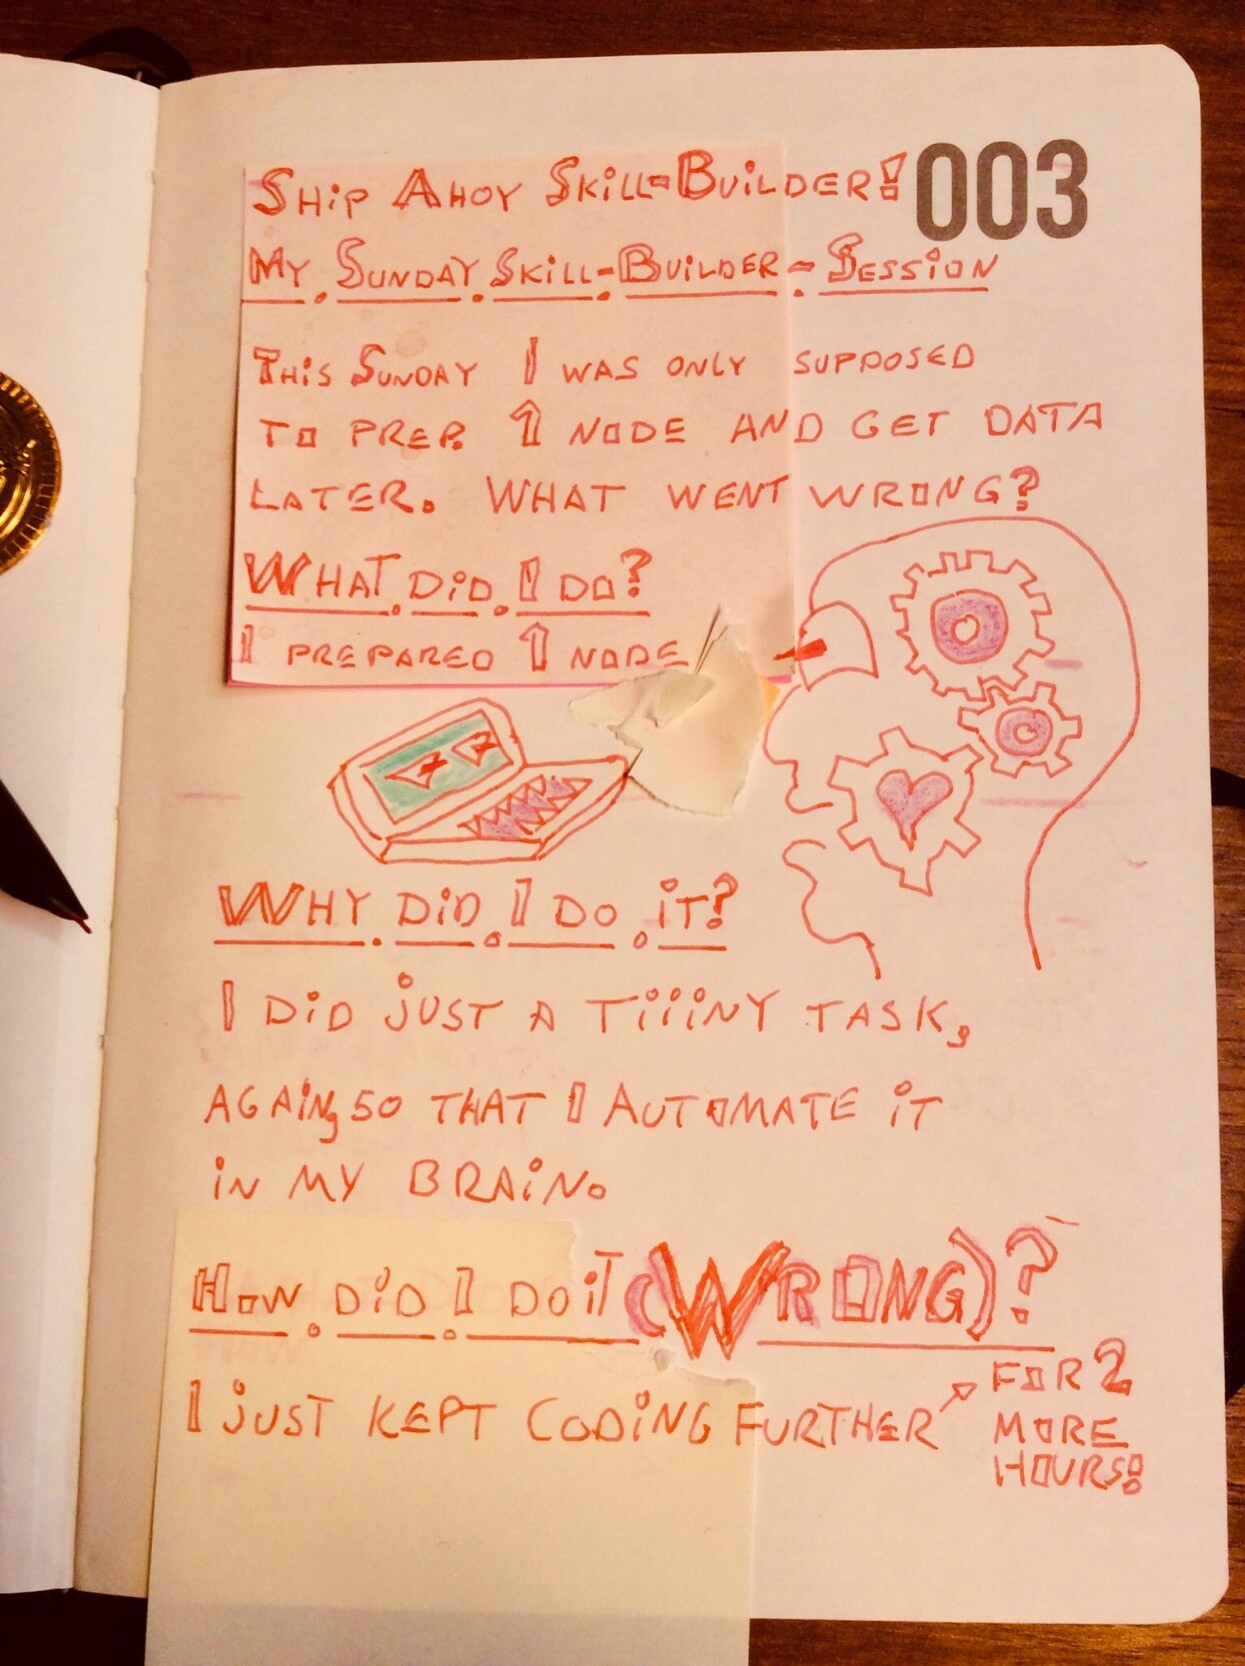 Ship Ahoy Skill-Builder!
003
My Sunday Skill-Builder-Session
This Sunday I was only supposed
to prep. 1 node and get data
later. What went wrong?
What did I do?
I prepared 1 node
Why did I do it?
I did just a tiiiny task,
again, so that I automate it
in my brain.
How did I do it (Wrong)?
I just kept coding further
for 2
more
hours!